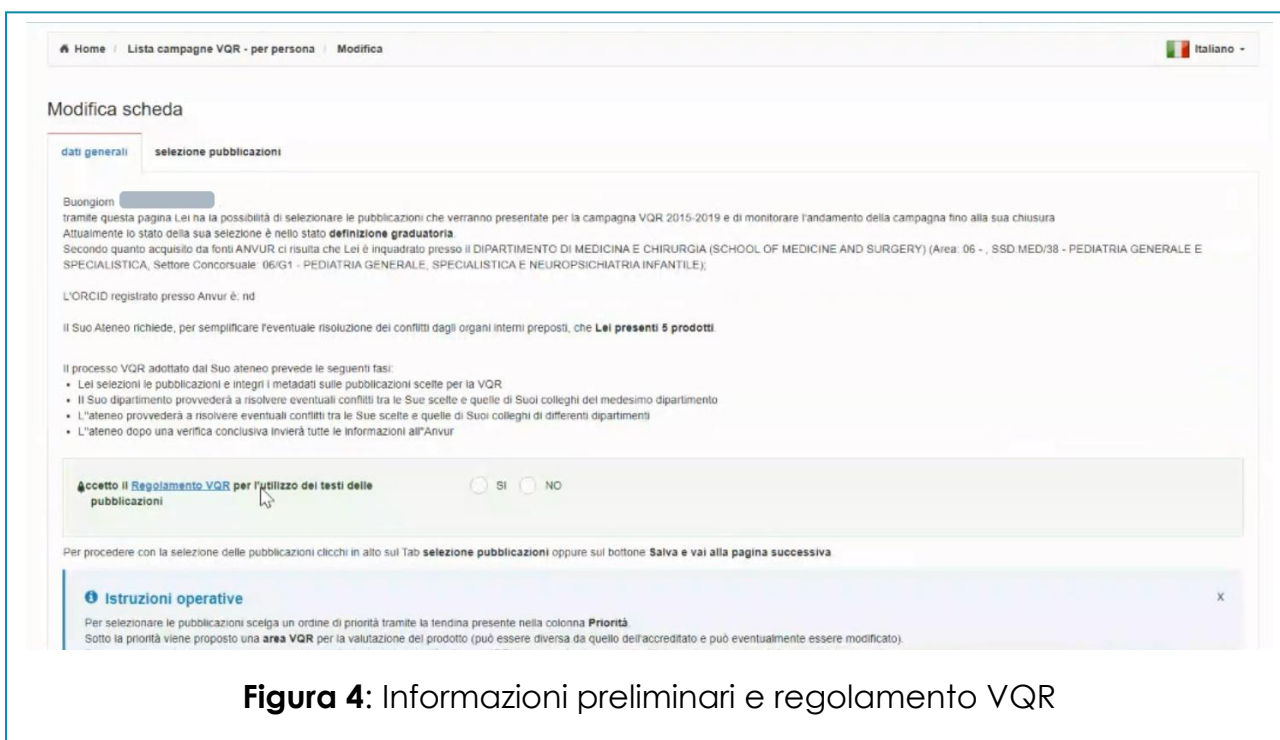 Home / Lista campagne VQR - per persona / Modifica
Italiano
Modifica scheda
dati generali
selezione pubblicazioni
Buongiorn
tramite questa pagina Lei ha la possibilità di selezionare le pubblicazioni che verranno presentate per la campagna VQR 2015-2019 e di monitorare l'andamento della campagna fino alla sua chiusura
Attualmente lo stato della sua selezione è nello stato definizione graduatoria.
Secondo quanto acquisito da fonti ANVUR ci risulta che Lei è inquadrato presso il DIPARTIMENTO DI MEDICINA E CHIRURGIA (SCHOOL OF MEDICINE AND SURGERY) (Area: 06 - , SSD MED/38 - PEDIATRIA GENERALE E
SPECIALISTICA, Settore Concorsuale: 06/G1 - PEDIATRIA GENERALE, SPECIALISTICA E NEUROPSICHIATRIA INFANTILE);
L'ORCID registrato presso Anvur è: nd
Il Suo Ateneo richiede, per semplificare l'eventuale risoluzione dei conflitti dagli organi interni preposti, che Lei presenti 5 prodotti.
Il processo VQR adottato dal Suo ateneo prevede le seguenti fasi:
• Lei selezioni le pubblicazioni e integri i metadati sulle pubblicazioni scelte per la VQR
• Il Suo dipartimento provvederà a risolvere eventuali conflitti tra le Sue scelte e quelle di Suoi colleghi del medesimo dipartimento
• L''ateneo provvederà a risolvere eventuali conflitti tra le Sue scelte e quelle di Suoi colleghi di differenti dipartimenti
• L''ateneo dopo una verifica conclusiva invierà tutte le informazioni all''Anvur
Accetto il Regolamento VQR per l'utilizzo dei testi delle
pubblicazioni
SI NO
Per procedere con la selezione delle pubblicazioni clicchi in alto sul Tab selezione pubblicazioni oppure sul bottone Salva e vai alla pagina successiva
Istruzioni operative
x
Per selezionare le pubblicazioni scelga un ordine di priorità tramite la tendina presente nella colonna Priorità.
Sotto la priorità viene proposto una area VQR per la valutazione del prodotto (può essere diversa da quello dell'accreditato e può eventualmente essere modificato).
Figura 4: Informazioni preliminari e regolamento VQR